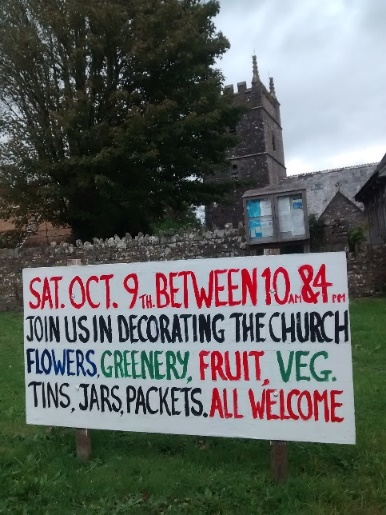 SAT. OCT. 9TH. BETWEEN 10AM & 4PM
JOIN US IN DECORATING THE CHURCH
FLOWERS, GREENERY, FRUIT, VEG.
TINS, JARS, PACKETS. ALL WELCOME